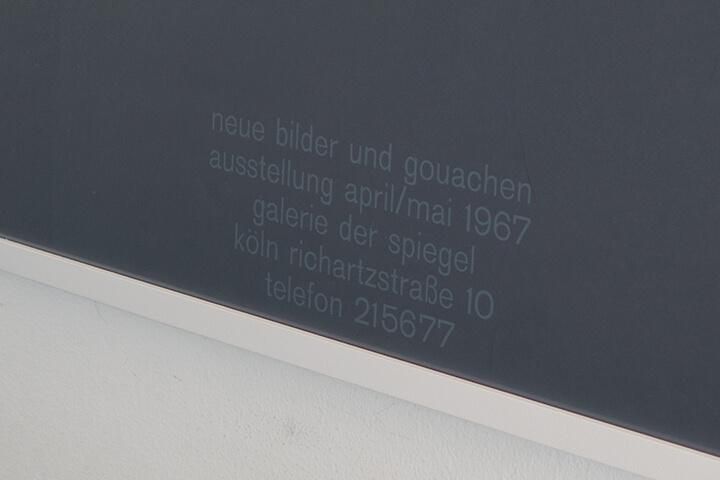 neue bilder und gouachen
ausstellung april/mai 1967
galerie der spiegel
köln richartzstraße 10
telefon 215677